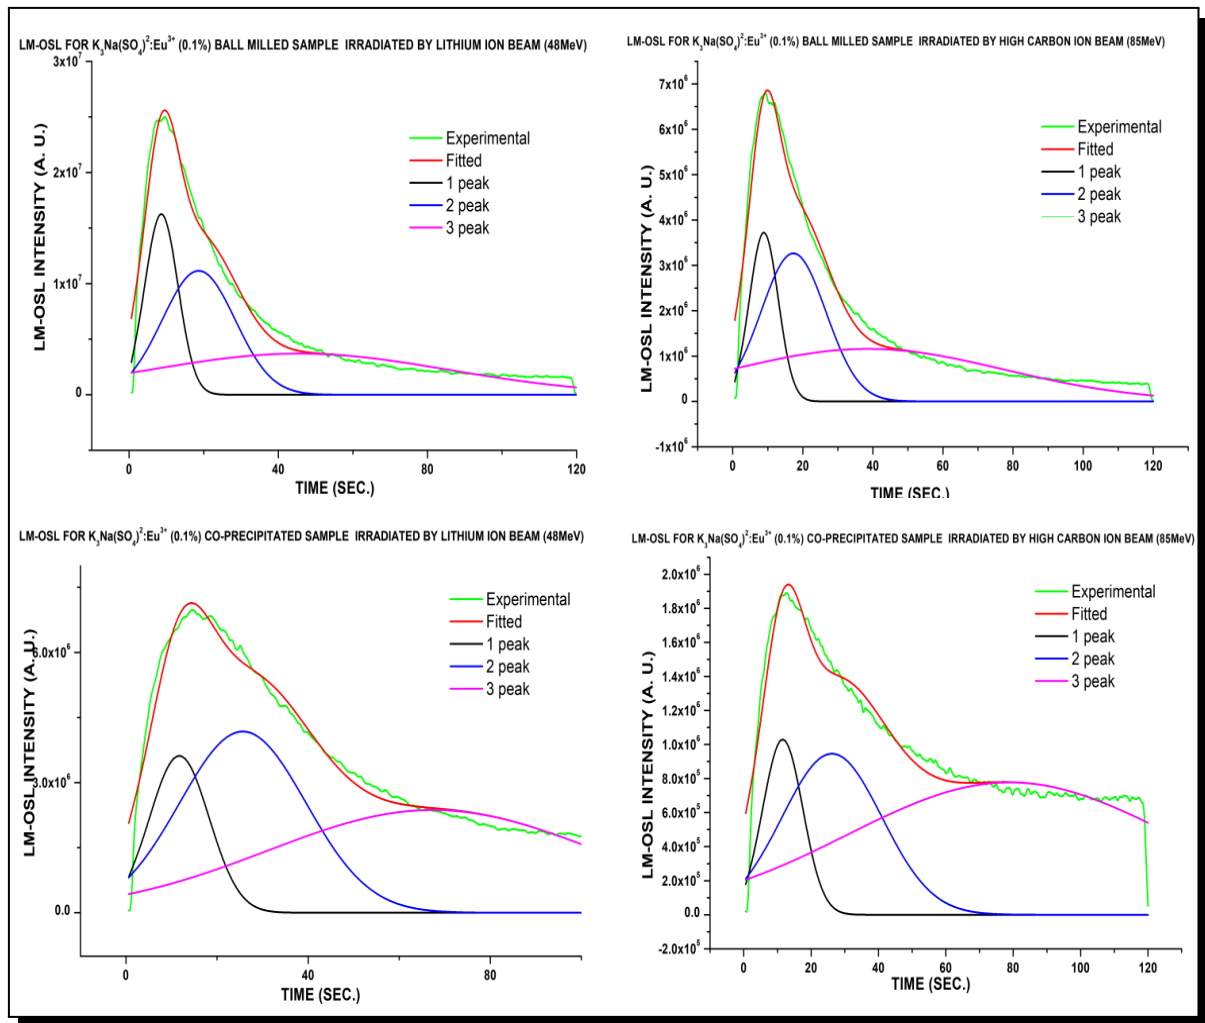 LM-OSL FOR K3Na(SO4)²:Eu³⁺ (0.1%) BALL MILLED SAMPLE IRRADIATED BY LITHIUM ION BEAM (48MeV)
3x10⁷
2x10⁷
1x10⁷
0
LM-OSL INTENSITY (A. U.)
Experimental
Fitted
1 peak
2 peak
3 peak
0 40 80 120
TIME (SEC.)
LM-OSL FOR K3Na(SO4)²:Eu³⁺ (0.1%) BALL MILLED SAMPLE IRRADIATED BY HIGH CARBON ION BEAM (85MeV)
7x10⁶
6x10⁶
5x10⁶
4x10⁶
3x10⁶
2x10⁶
1x10⁶
0
-1x10⁶
LM-OSL INTENSITY (A. U.)
Experimental
Fitted
1 peak
2 peak
3 peak
0 20 40 60 80 100 120
TIME (SEC.)
LM-OSL FOR K3Na(SO4)²:Eu³⁺ (0.1%) CO-PRECIPITATED SAMPLE IRRADIATED BY LITHIUM ION BEAM (48MeV)
6.0x10⁶
3.0x10⁶
0.0
LM-OSL INTENSITY (A. U.)
Experimental
Fitted
1 peak
2 peak
3 peak
0 80
TIME (SEC.)
LM-OSL FOR K3Na(SO4)²:Eu³⁺ (0.1%) CO-PRECIPITATED SAMPLE IRRADIATED BY HIGH CARBON ION BEAM (85MeV)
2.0x10⁶
1.8x10⁶
1.6x10⁶
1.4x10⁶
1.2x10⁶
1.0x10⁶
8.0x10⁵
6.0x10⁵
4.0x10⁵
2.0x10⁵
0.0
-2.0x10⁵
LM-OSL INTENSITY (A. U.)
Experimental
Fitted
1 peak
2 peak
3 peak
0 20 40 60 80 100 120
TIME (SEC.)